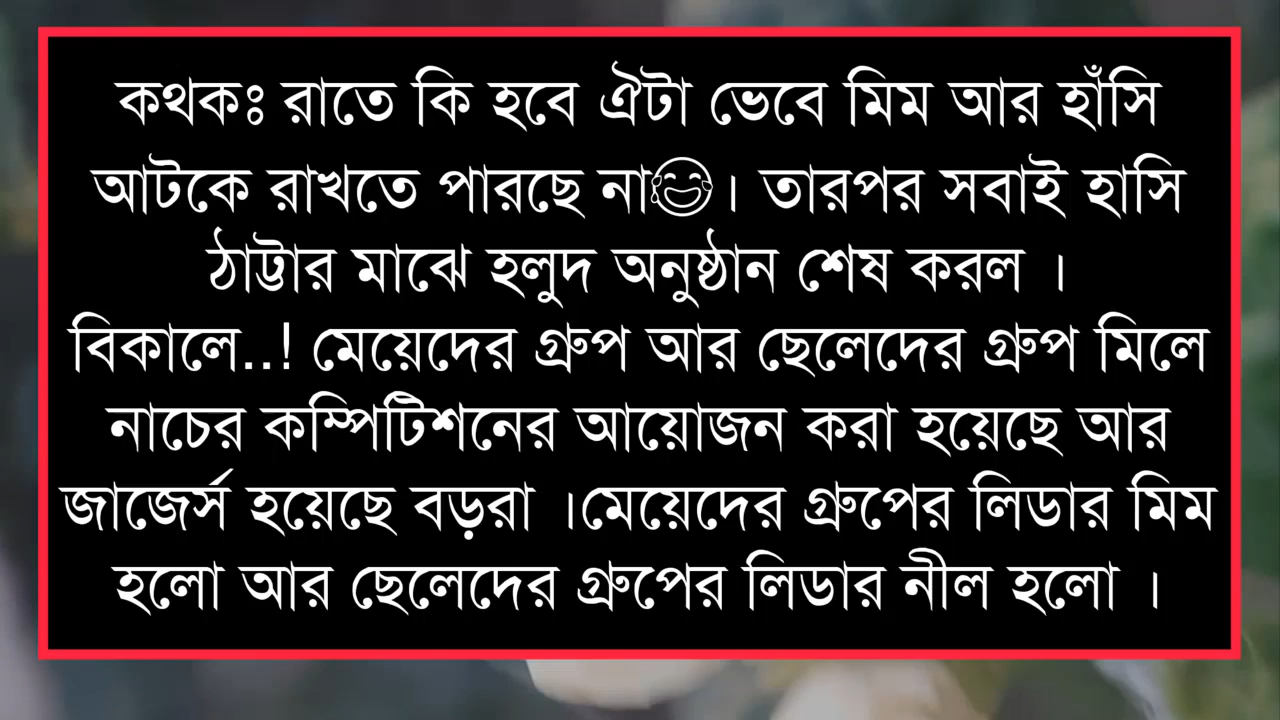 কথকঃ রাতে কি হবে ঐটা ভেবে মিম আর হাঁসি
আটকে রাখতে পারছে না😂। তারপর সবাই হাসি
ঠাট্টার মাঝে হলুদ অনুষ্ঠান শেষ করল ।
বিকালে..! মেয়েদের গ্রুপ আর ছেলেদের গ্রুপ মিলে
নাচের কম্পিটিশনের আয়োজন করা হয়েছে আর
জাজের্স হয়েছে বড়রা ।মেয়েদের গ্রুপের লিডার মিম
হলো আর ছেলেদের গ্রুপের লিডার নীল হলো ।